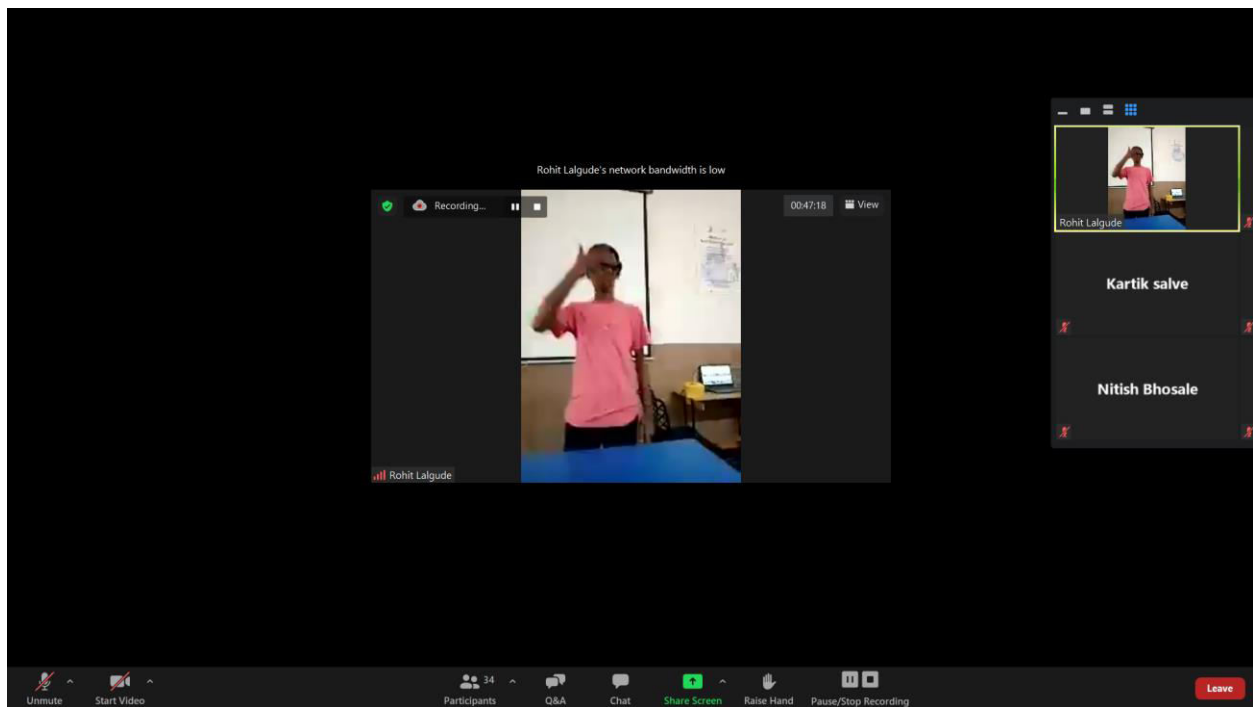 Rohit Lalgude's network bandwidth is low
Recording...
00:47:18
View
Rohit Lalgude
Rohit Lalgude
Kartik salve
Nitish Bhosale
Unmute
Start Video
34
Participants
Q&A
Chat
Share Screen
Raise Hand
Pause/Stop Recording
Leave